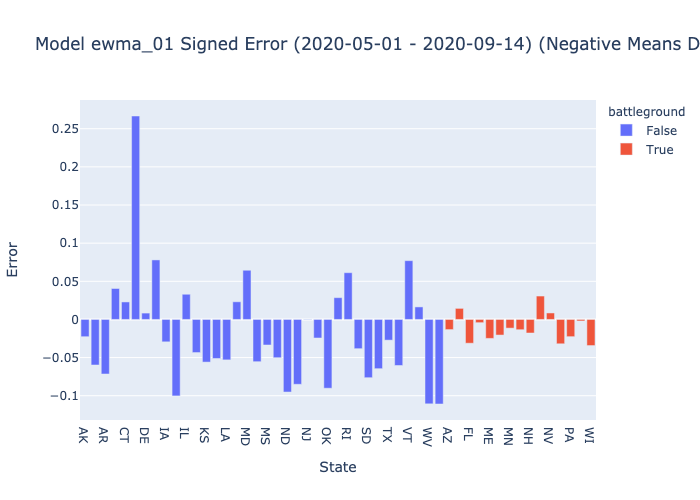 Model ewma_01 Signed Error (2020-05-01 - 2020-09-14) (Negative Means D
battleground
False
True
Error
0.25
0.2
0.15
0.1
0.05
0
−0.05
−0.1
AK AR CT DE IA IL KS LA MD MS ND NJ OK RI SD TX VT WV AZ FL ME MN NH NV PA WI
State